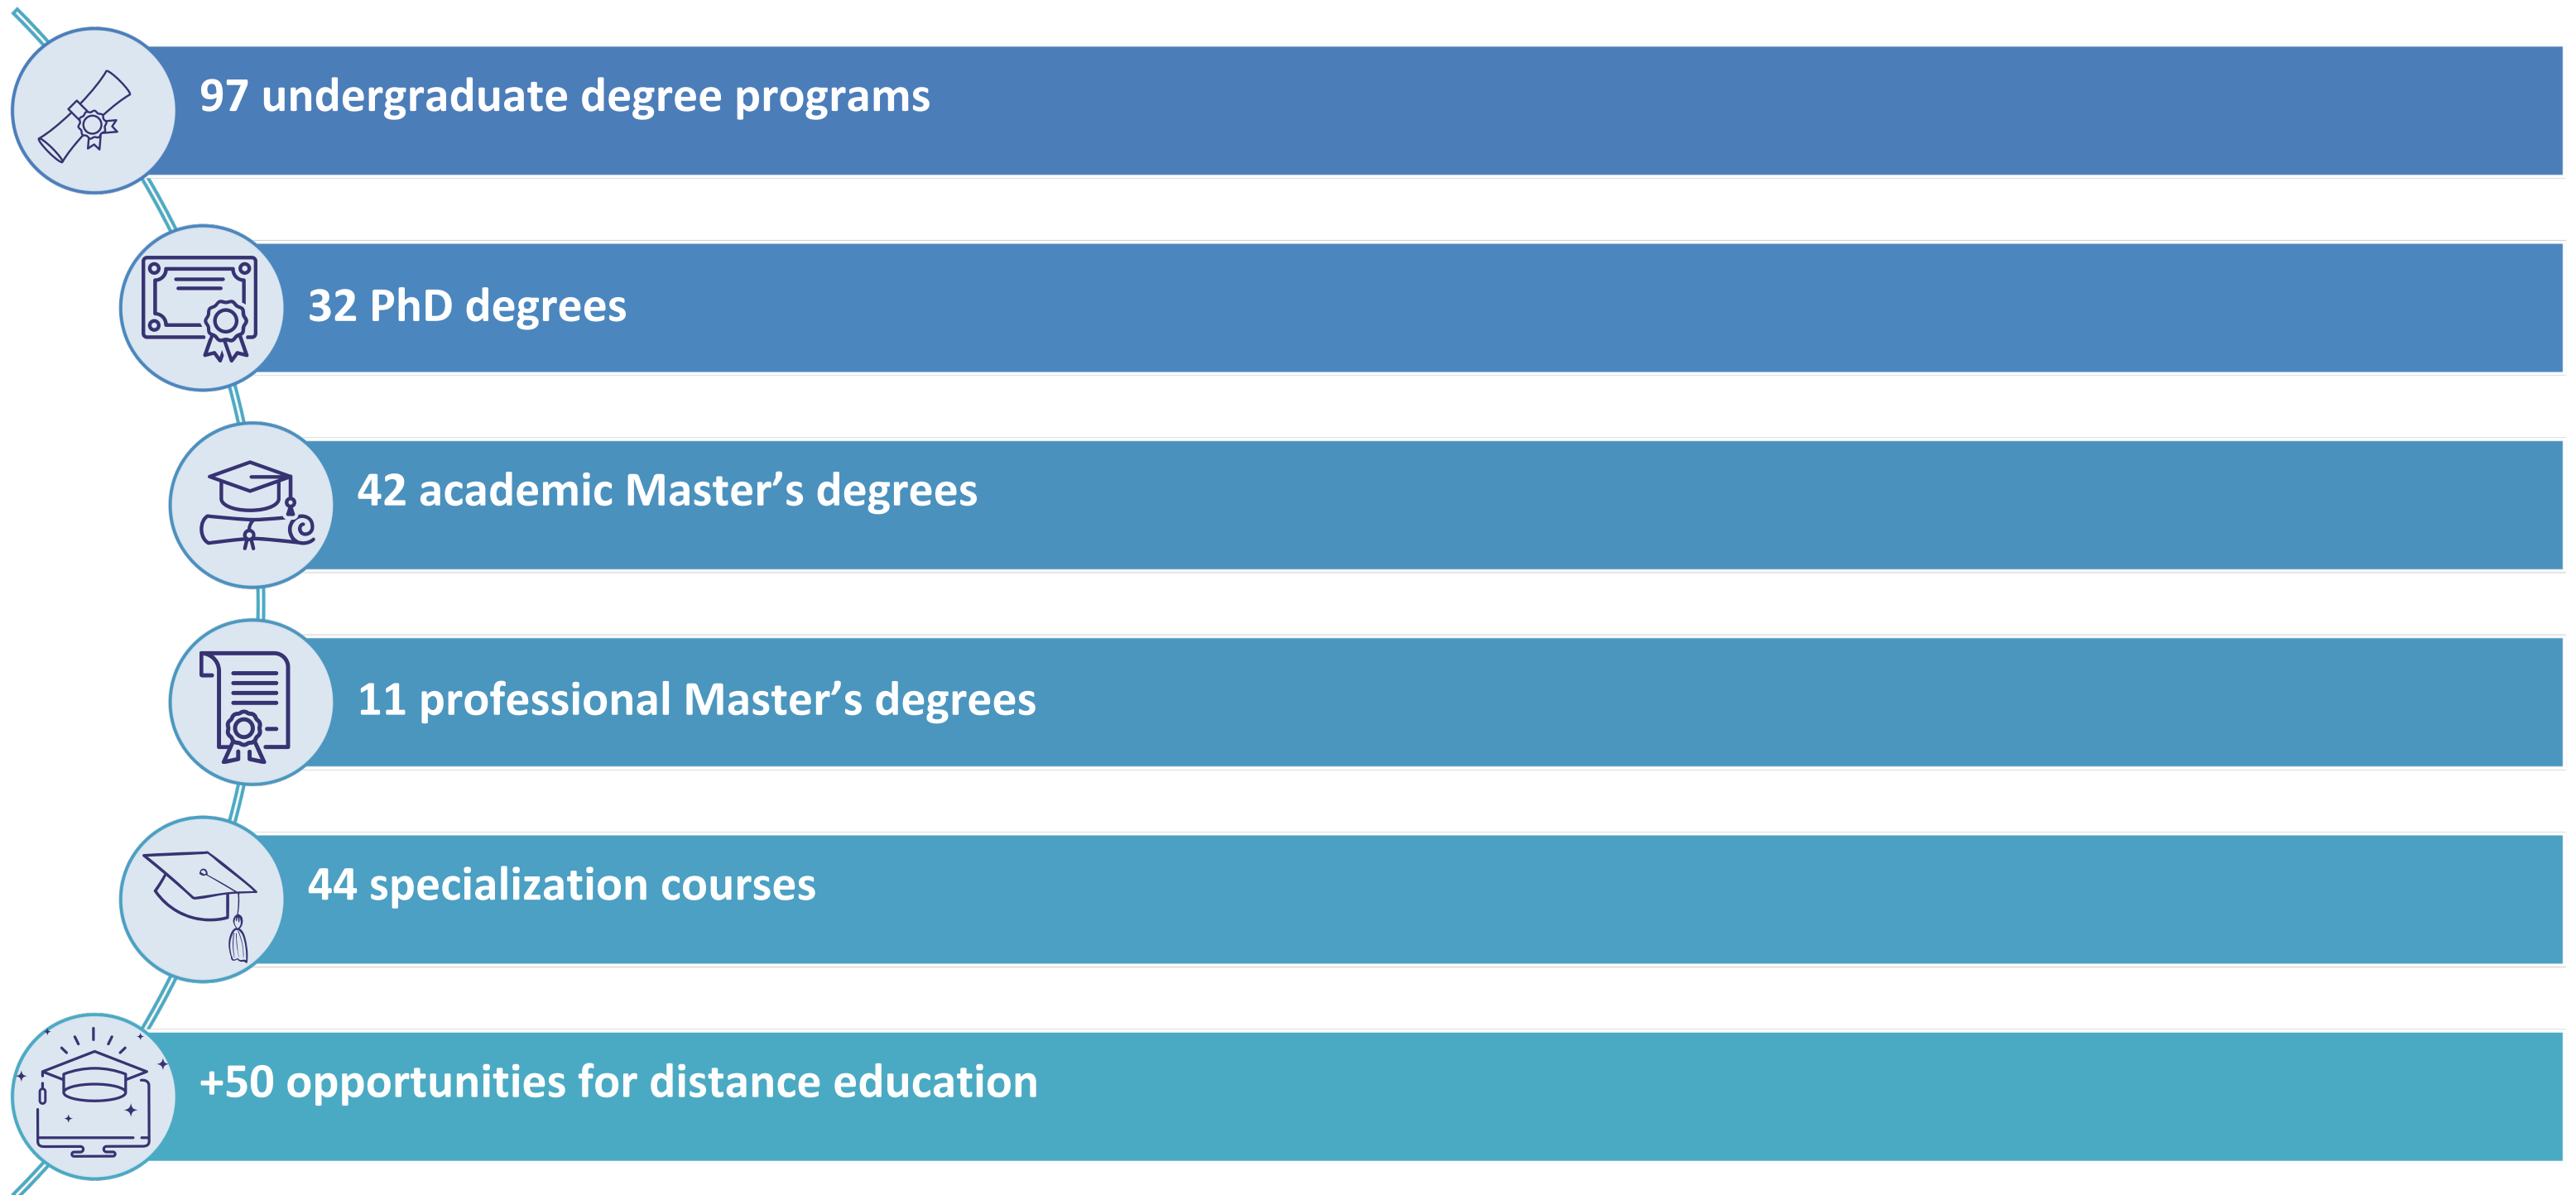 97 undergraduate degree programs
32 PhD degrees
42 academic Master’s degrees
11 professional Master’s degrees
44 specialization courses
+50 opportunities for distance education